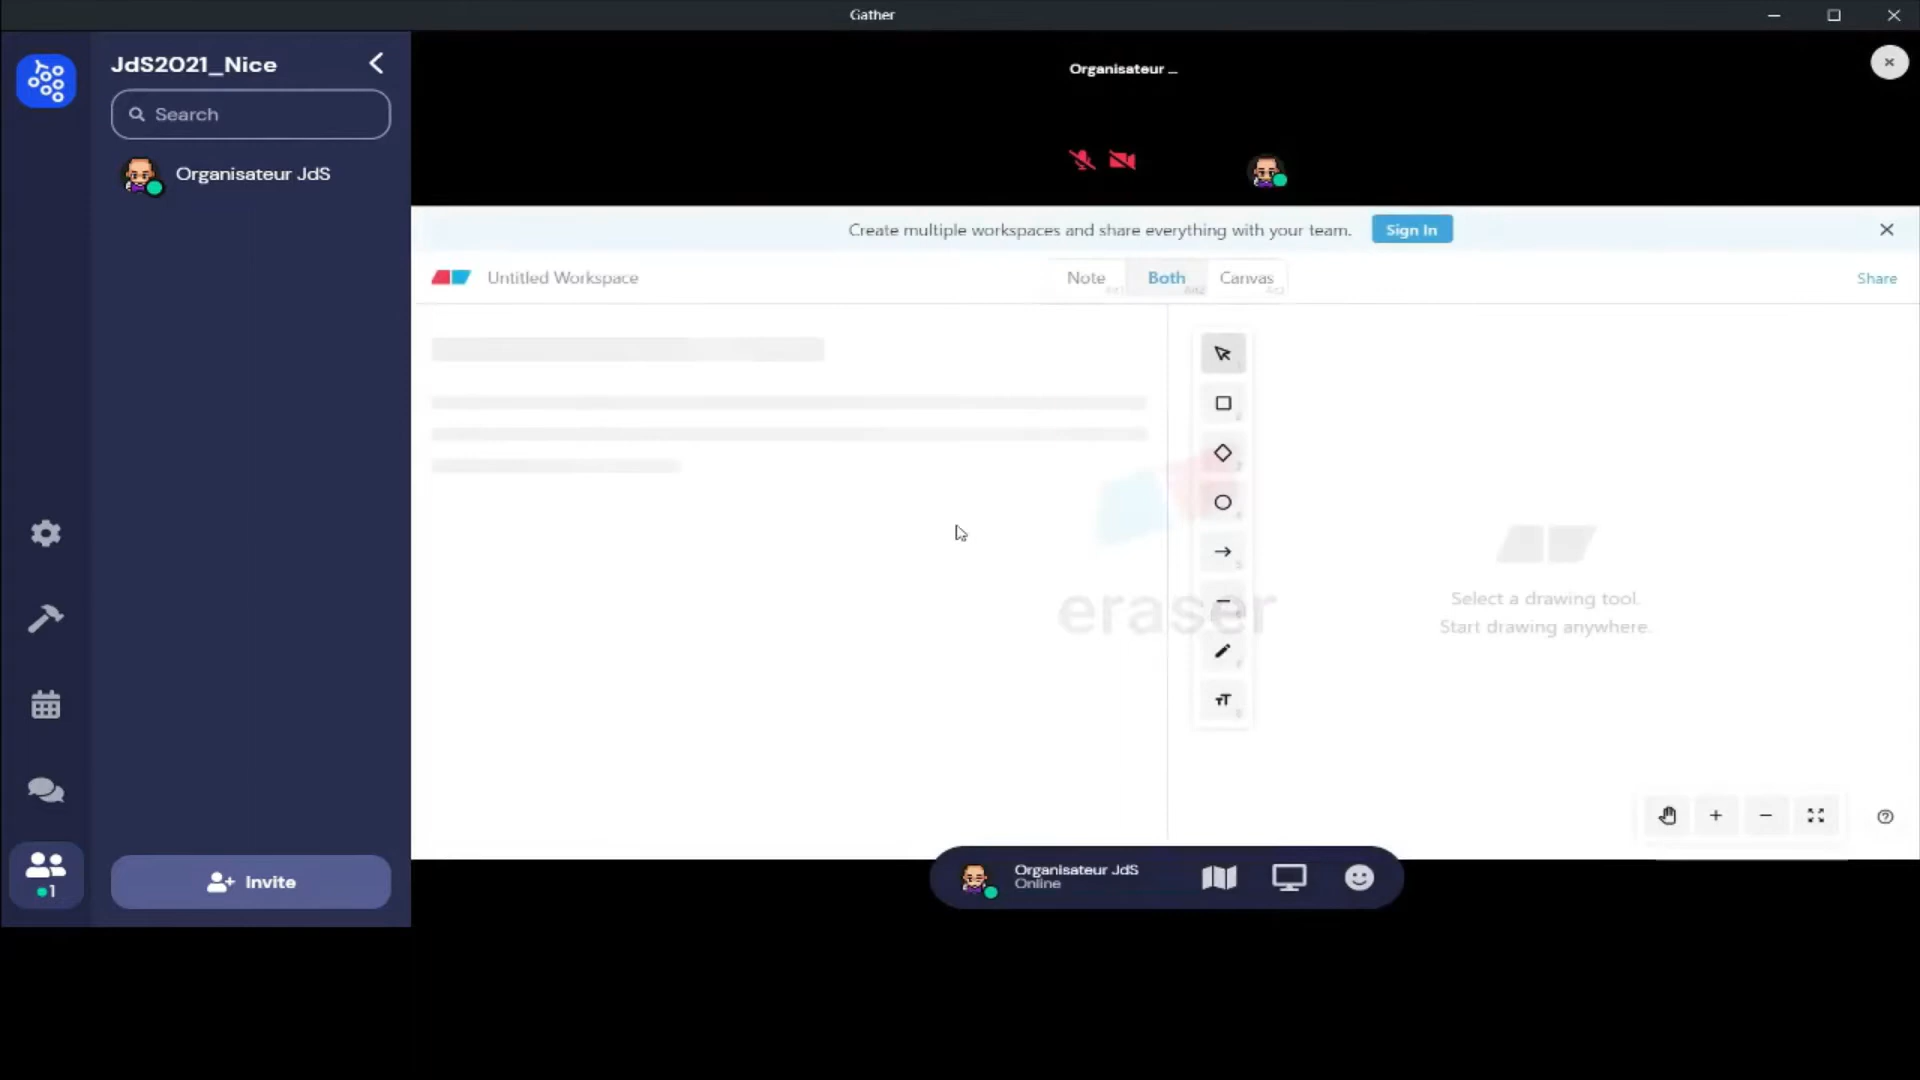 Gather
JdS2021_Nice
Search
Organisateur JdS
Organisateur ...
Create multiple workspaces and share everything with your team.
Sign In
Untitled Workspace
Note
Both
Canvas
Share
eraser
Select a drawing tool.
Start drawing anywhere.
1
Invite
Organisateur JdS
Online